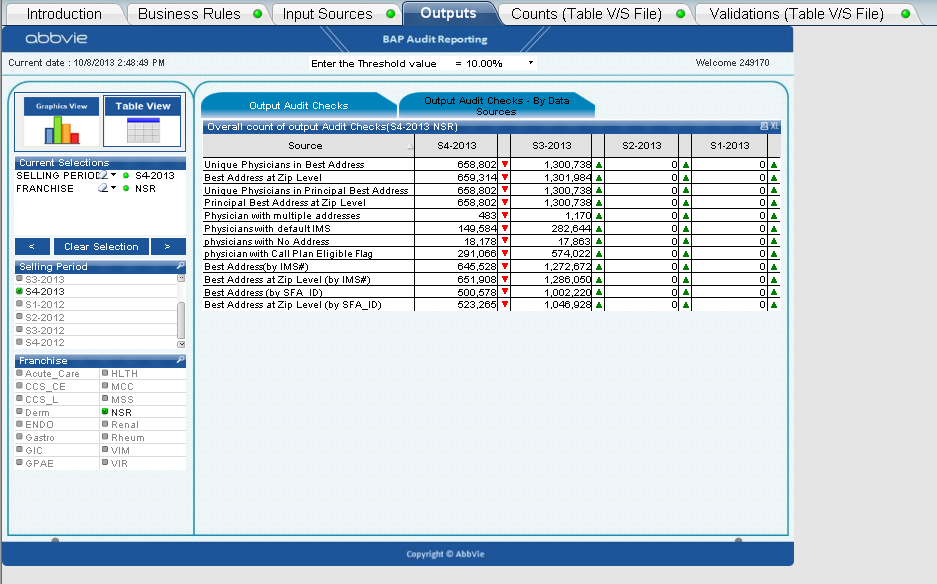 Introduction Business Rules Input Sources Outputs Counts (Table V/S File) Validations (Table V/S File)
abbvie BAP Audit Reporting
Current date : 10/8/2013 2:48:49 PM Enter the Threshold value = 10.00% Welcome 249170
Graphics View Table View
Output Audit Checks Output Audit Checks - By Data
Sources
Overall count of output Audit Checks(S4-2013 NSR) XL
Source S4-2013 S3-2013 S2-2013 S1-2013
Unique Physicians in Best Address 658,802 1,300,738 0 0
Best Address at Zip Level 659,314 1,301,984 0 0
Unique Physicians in Principal Best Address 658,802 1,300,738 0 0
Principal Best Address at Zip Level 658,802 1,300,738 0 0
Physician with multiple addresses 483 1,170 0 0
Physicians with default IMS 149,584 282,644 0 0
physicians with No Address 18,178 17,863 0 0
physician with Call Plan Eligible Flag 291,066 574,022 0 0
Best Address(by IMS#) 645,528 1,272,672 0 0
Best Address at Zip Level (by IMS#) 651,908 1,286,050 0 0
Best Address (by SFA_ID) 500,578 1,002,220 0 0
Best Address at Zip Level (by SFA_ID) 523,265 1,046,928 0 0
Current Selections
SELLING PERIOD S4-2013
FRANCHISE NSR
< Clear Selection >
Selling Period
S3-2013
S4-2013
S1-2012
S2-2012
S3-2012
S4-2012
Franchise
Acute_Care HLTH
CCS_CE MCC
CCS_L MSS
Derm NSR
ENDO Renal
Gastro Rheum
GIC VIM
GPAE VIR
Copyright © AbbVie